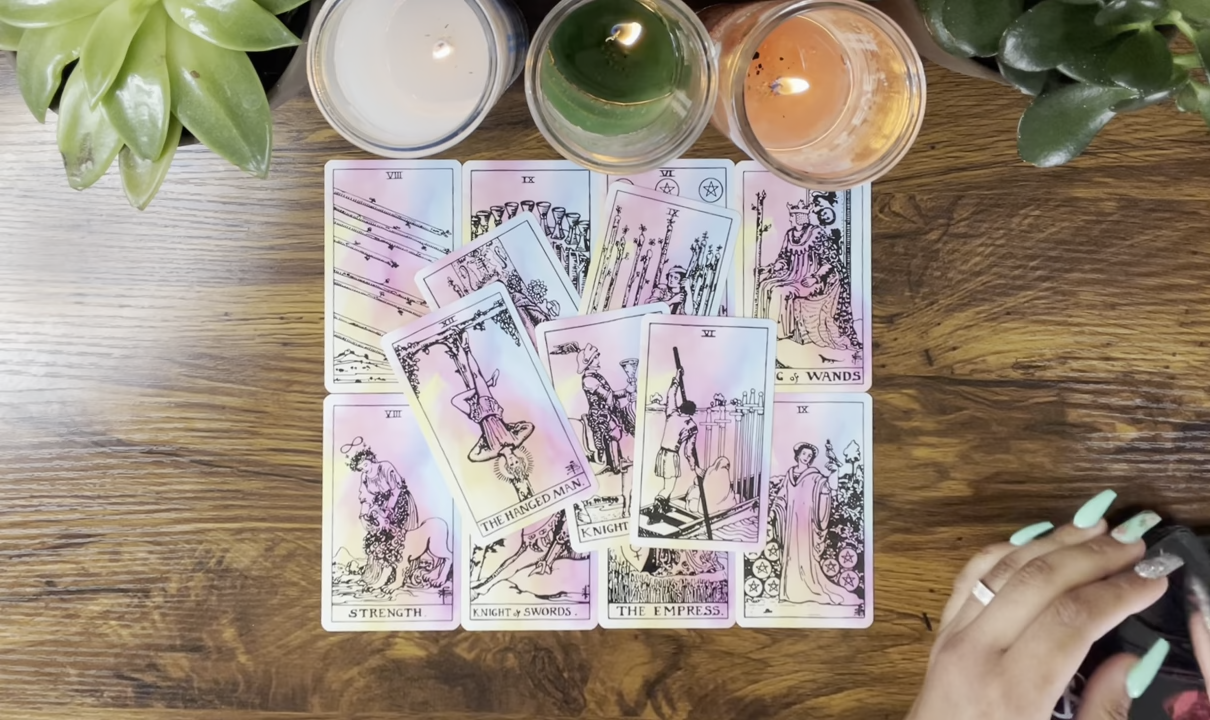 VIII
IX
VI
IX
G of WANDS
XII
THE HANGED MAN.
KNIGHT
VI
VIII
STRENGTH.
KNIGHT of SWORDS.
THE EMPRESS.
IX